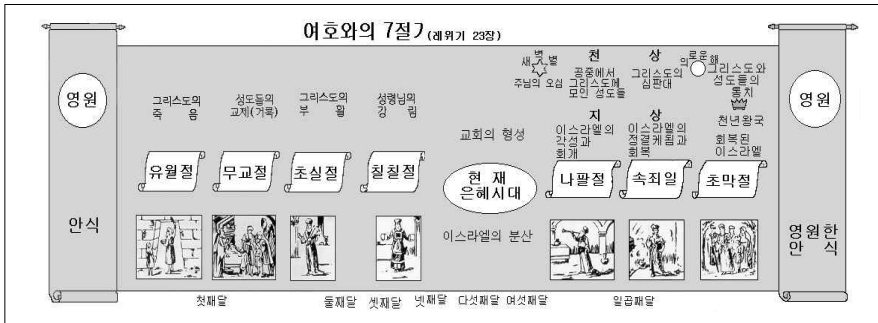 여호와의 7절기 (레위기 23장)
영원
안식
그리스도의
죽 음
성도들의
교제(거룩)
그리스도의
부 활
성령님의
강 림
유월절
무교절
초실절
칠칠절
교회의 형성
현 재
은혜시대
이스라엘의 분산
새벽별
주님의 오심
천 상
공중에서
그리스도께
모인 성도들
그리스도의
심판대
의로운 해
그리스도와
성도들의
통치
천년왕국
지 상
이스라엘의
각성과
회개
이스라엘의
정결케됨과
회복
회복된
이스라엘
나팔절
속죄일
초막절
영원
영원한
안 식
첫째달
둘째달
셋째달
넷째달
다섯째달
여섯째달
일곱째달